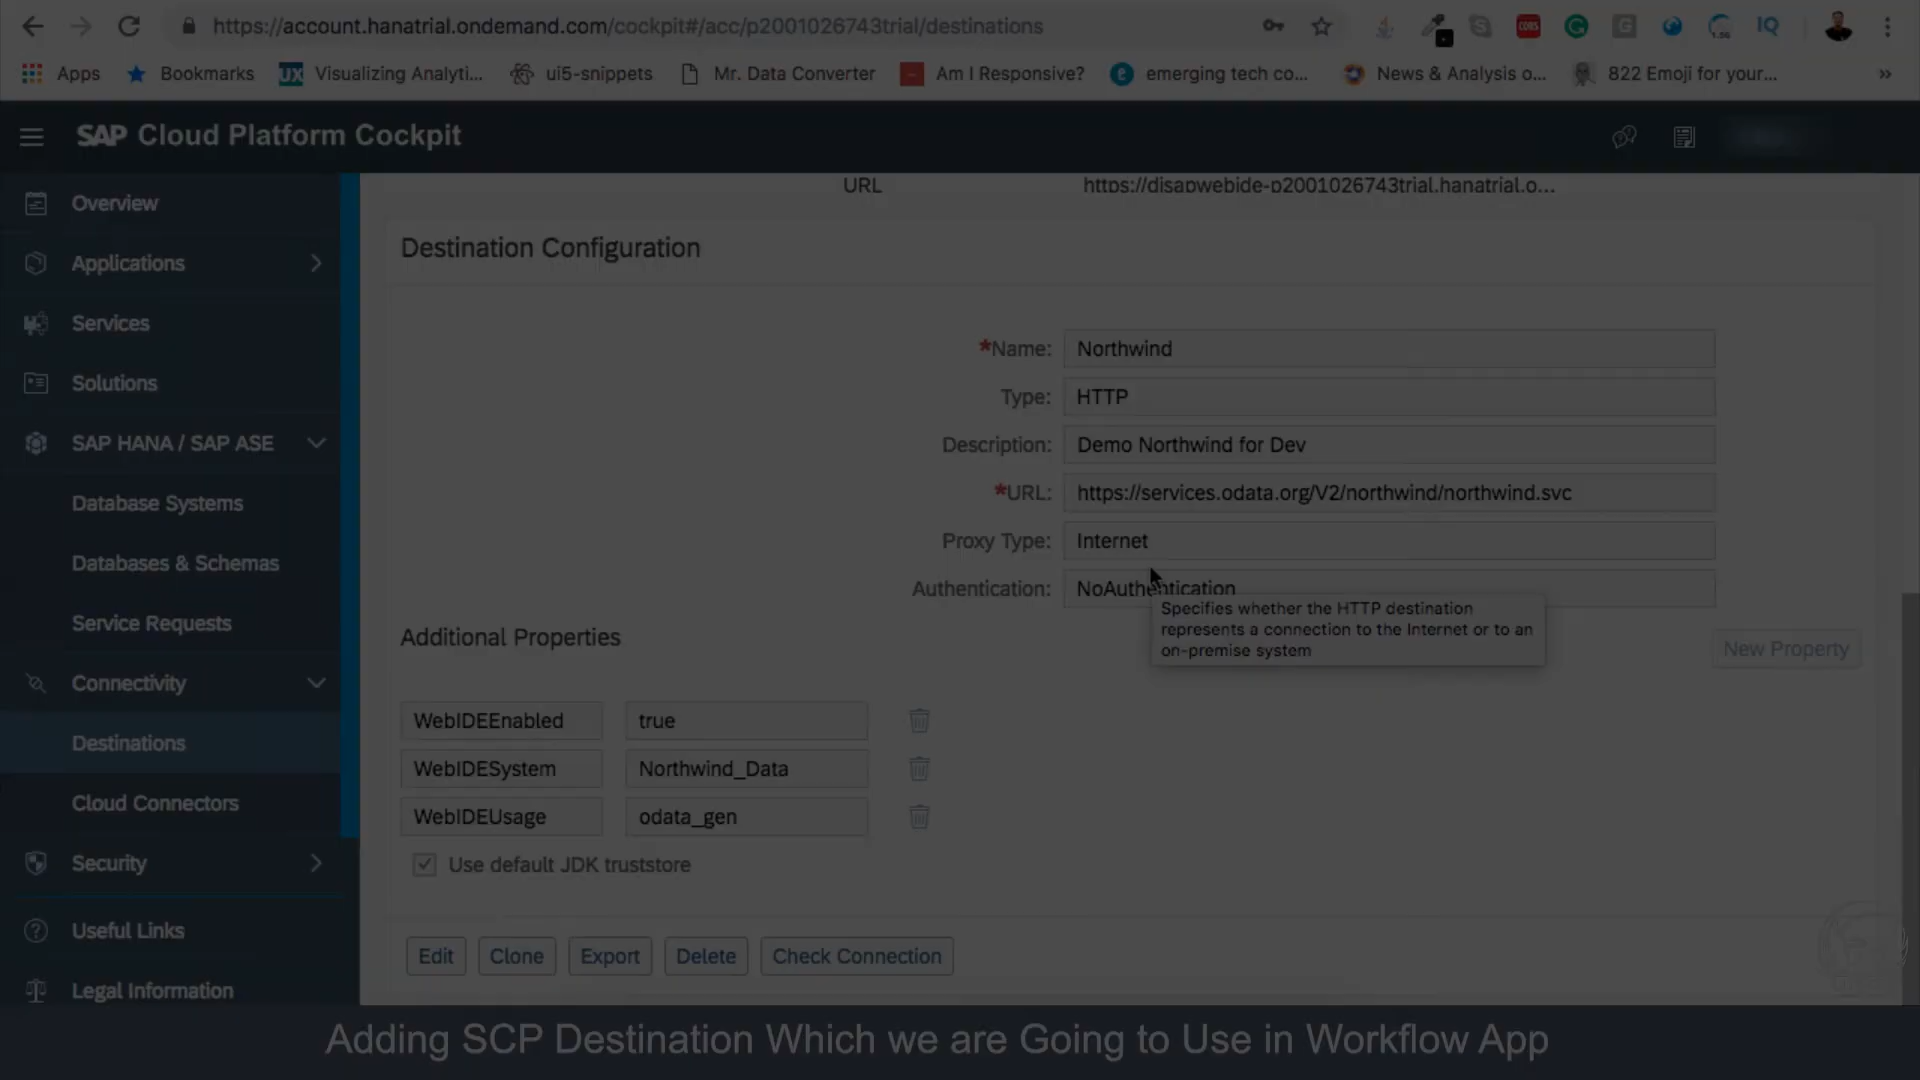 https://account.hanatrial.ondemand.com/cockpit#/acc/p2001026743trial/destinations
Apps
Bookmarks
UX
Visualizing Analyti...
ui5-snippets
Mr. Data Converter
Am I Responsive?
emerging tech co...
News & Analysis o...
822 Emoji for your...
»
SAP Cloud Platform Cockpit
URL
https://disapwebide-p2001026743trial.hanatrial.o...
Overview
Applications
Services
Solutions
SAP HANA / SAP ASE
Database Systems
Databases & Schemas
Service Requests
Connectivity
Destinations
Cloud Connectors
Security
Useful Links
Legal Information
Destination Configuration
*Name: Northwind
Type: HTTP
Description: Demo Northwind for Dev
*URL: https://services.odata.org/V2/northwind/northwind.svc
Proxy Type: Internet
Authentication: NoAuthentication
Specifies whether the HTTP destination
represents a connection to the Internet or to an
on-premise system
Additional Properties
New Property
WebIDEEnabled true
WebIDESystem Northwind_Data
WebIDEUsage odata_gen
Use default JDK truststore
Edit
Clone
Export
Delete
Check Connection
Adding SCP Destination Which we are Going to Use in Workflow App